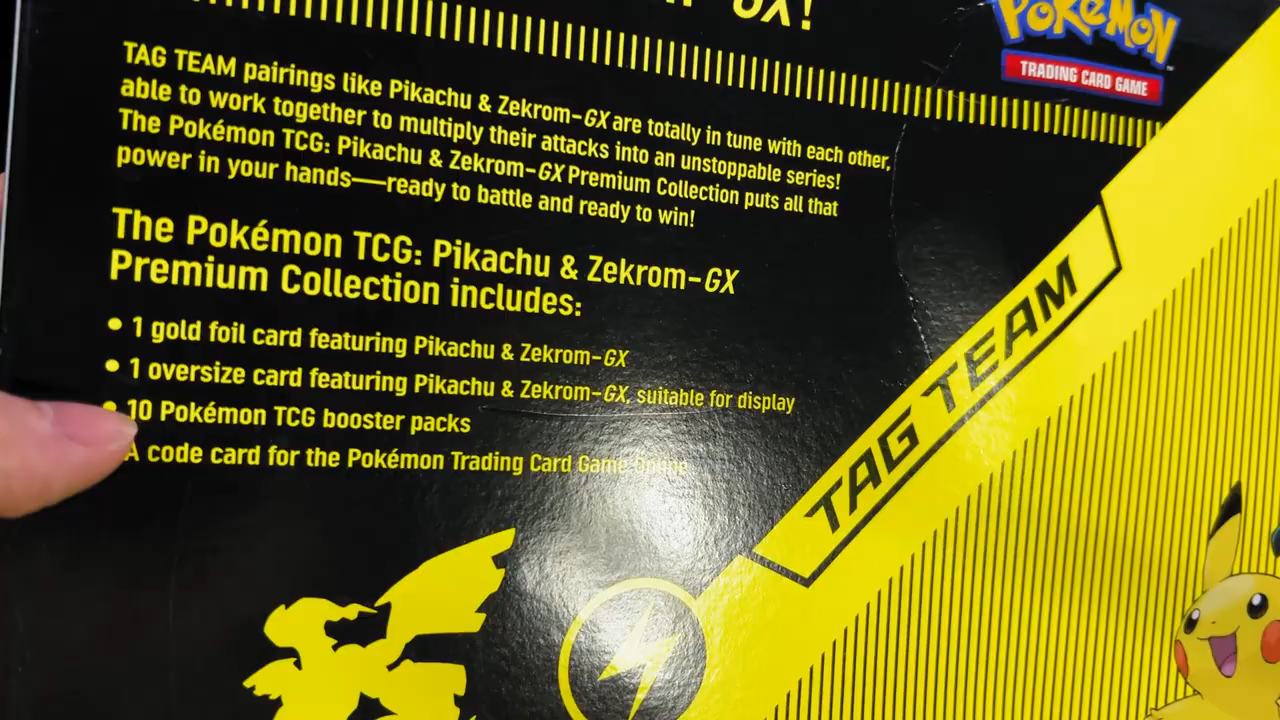 GX!
POKéMON
TRADING CARD GAME
TAG TEAM pairings like Pikachu & Zekrom-GX are totally in tune with each other,
able to work together to multiply their attacks into an unstoppable series!
The Pokémon TCG: Pikachu & Zekrom-GX Premium Collection puts all that
power in your hands—ready to battle and ready to win!
The Pokémon TCG: Pikachu & Zekrom-GX
Premium Collection includes:
• 1 gold foil card featuring Pikachu & Zekrom-GX
• 1 oversize card featuring Pikachu & Zekrom-GX, suitable for display
• 10 Pokémon TCG booster packs
A code card for the Pokémon Trading Card Game Online
TAG TEAM